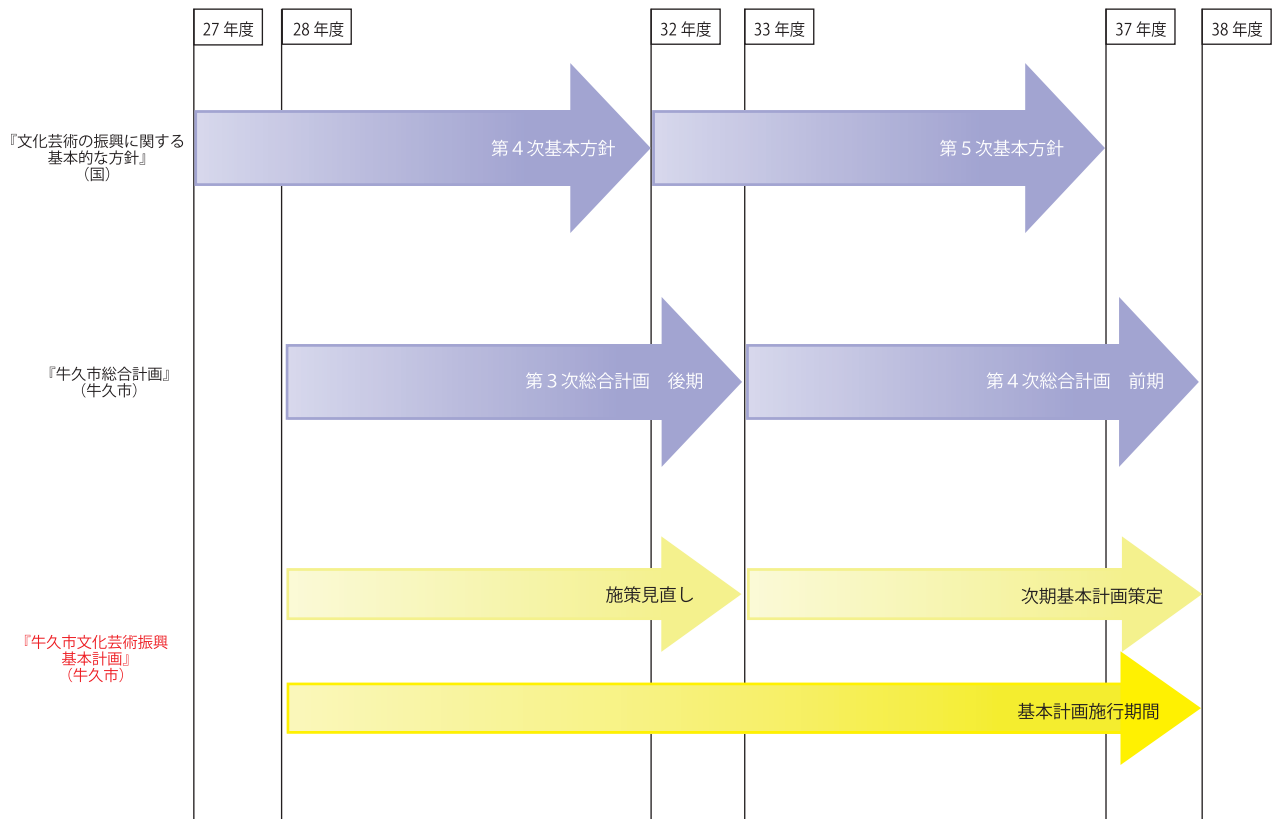 27 年度
28 年度
32 年度
33 年度
37 年度
38 年度
『文化芸術の振興に関する
基本的な方針』
（国）
第４次基本方針
第５次基本方針
『牛久市総合計画』
（牛久市）
第３次総合計画　後期
第４次総合計画　前期
『牛久市文化芸術振興
基本計画』
（牛久市）
施策見直し
次期基本計画策定
基本計画施行期間